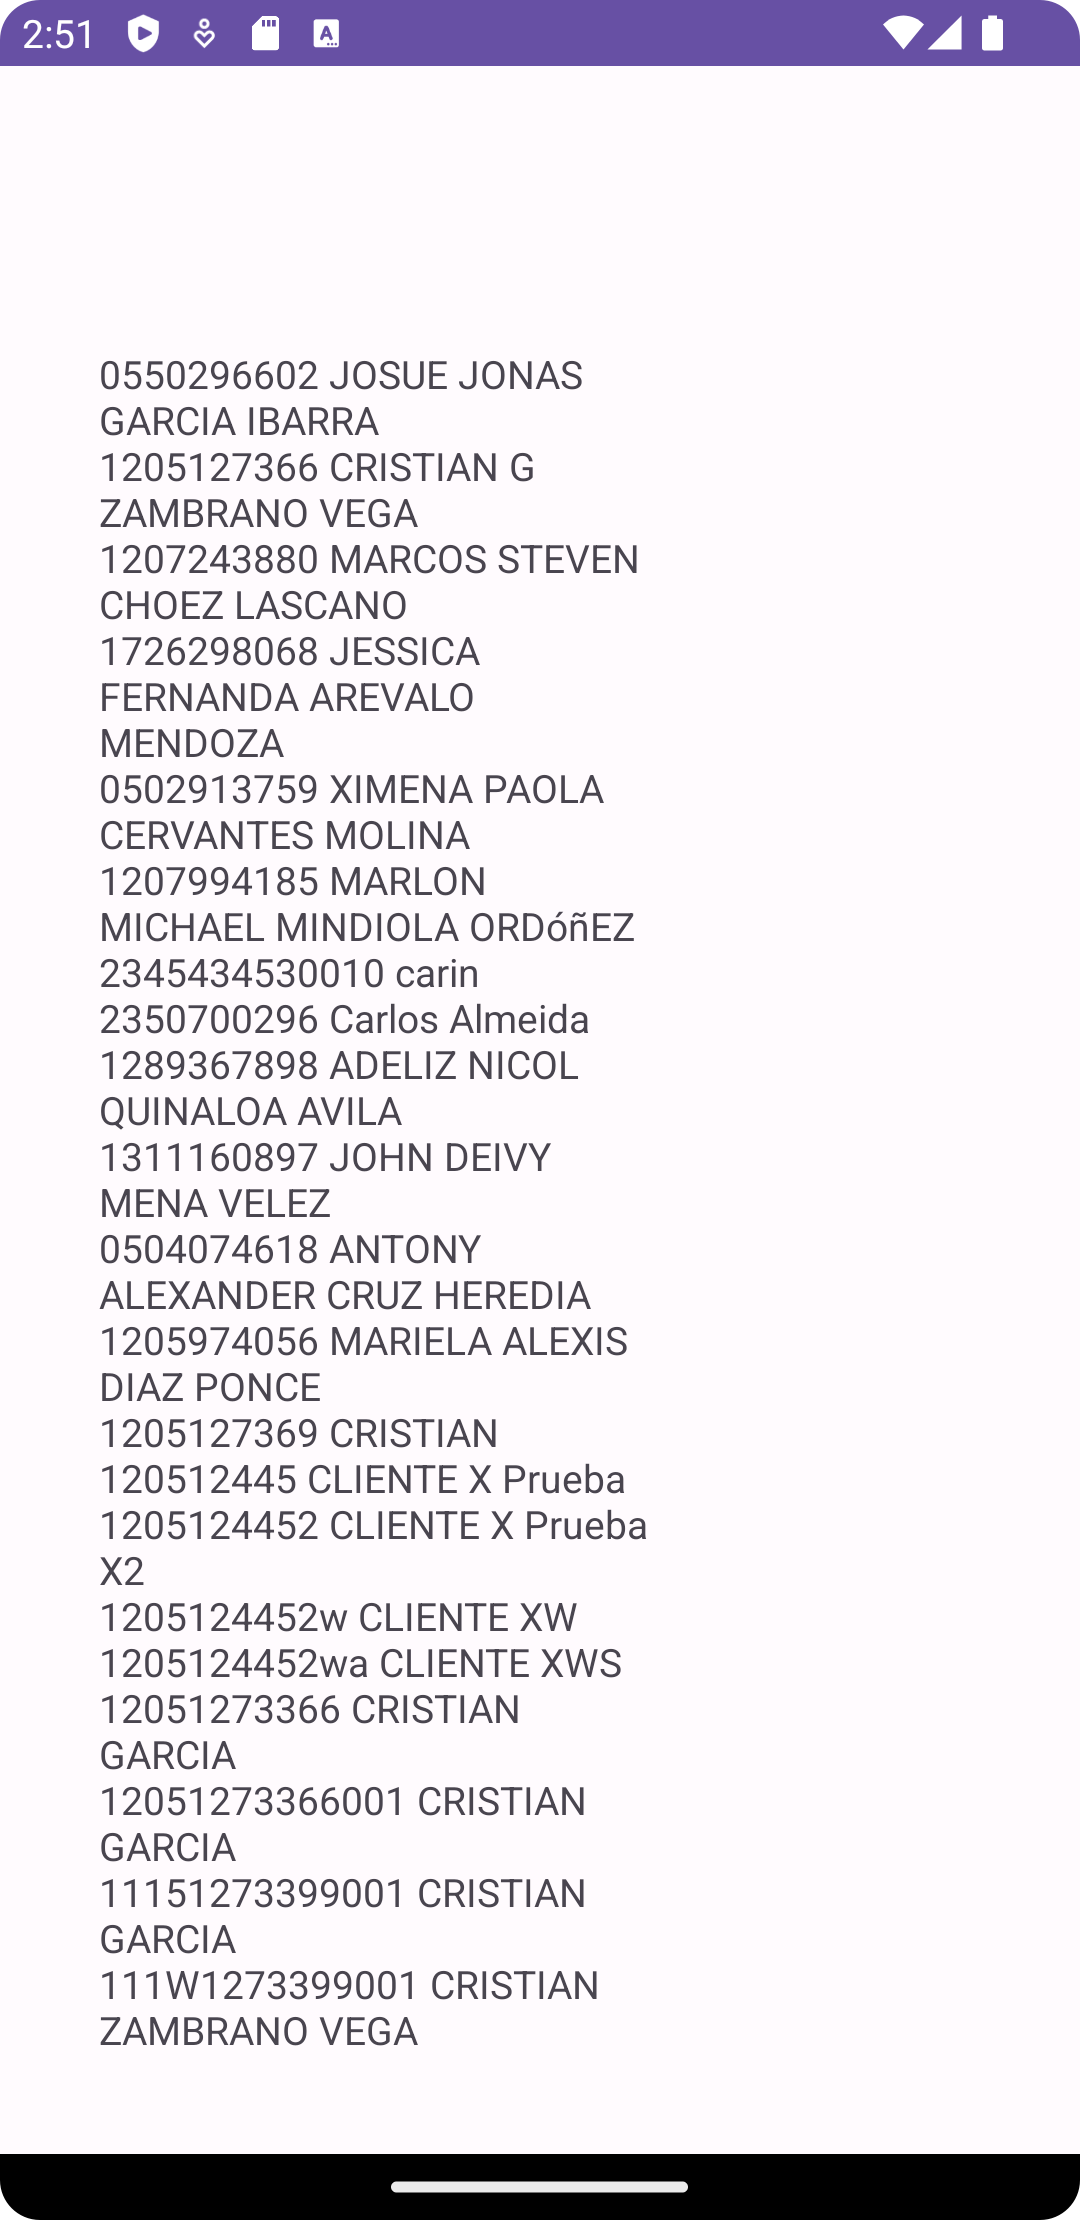 2:51
0550296602 JOSUE JONAS
GARCIA IBARRA
1205127366 CRISTIAN G
ZAMBRANO VEGA
1207243880 MARCOS STEVEN
CHOEZ LASCANO
1726298068 JESSICA
FERNANDA AREVALO
MENDOZA
0502913759 XIMENA PAOLA
CERVANTES MOLINA
1207994185 MARLON
MICHAEL MINDIOLA ORDóñEZ
2345434530010 carin
2350700296 Carlos Almeida
1289367898 ADELIZ NICOL
QUINALOA AVILA
1311160897 JOHN DEIVY
MENA VELEZ
0504074618 ANTONY
ALEXANDER CRUZ HEREDIA
1205974056 MARIELA ALEXIS
DIAZ PONCE
1205127369 CRISTIAN
120512445 CLIENTE X Prueba
1205124452 CLIENTE X Prueba
X2
1205124452w CLIENTE XW
1205124452wa CLIENTE XWS
12051273366 CRISTIAN
GARCIA
12051273366001 CRISTIAN
GARCIA
11151273399001 CRISTIAN
GARCIA
111W1273399001 CRISTIAN
ZAMBRANO VEGA